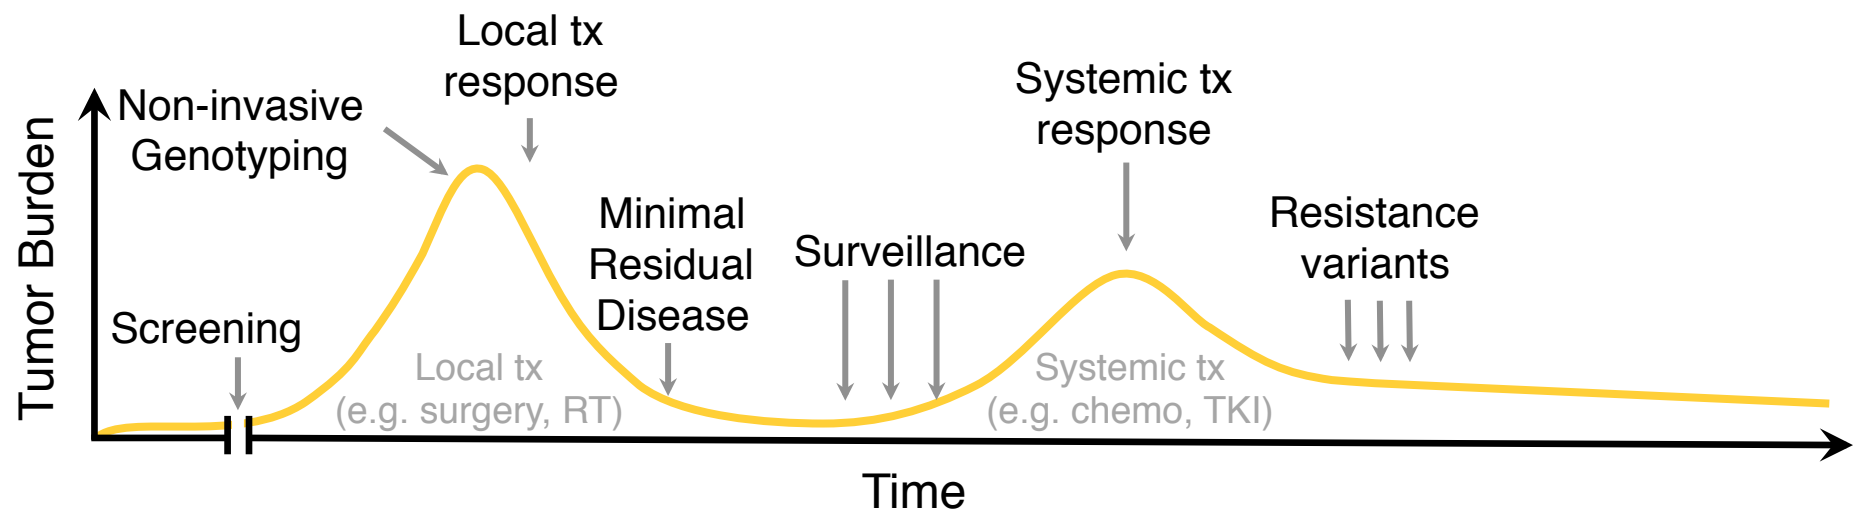 Local tx
response
Systemic tx
response
Non-invasive
Genotyping
Minimal
Residual
Disease
Surveillance
Resistance
variants
Screening
Local tx
(e.g. surgery, RT)
Systemic tx
(e.g. chemo, TKI)
Tumor Burden
Time